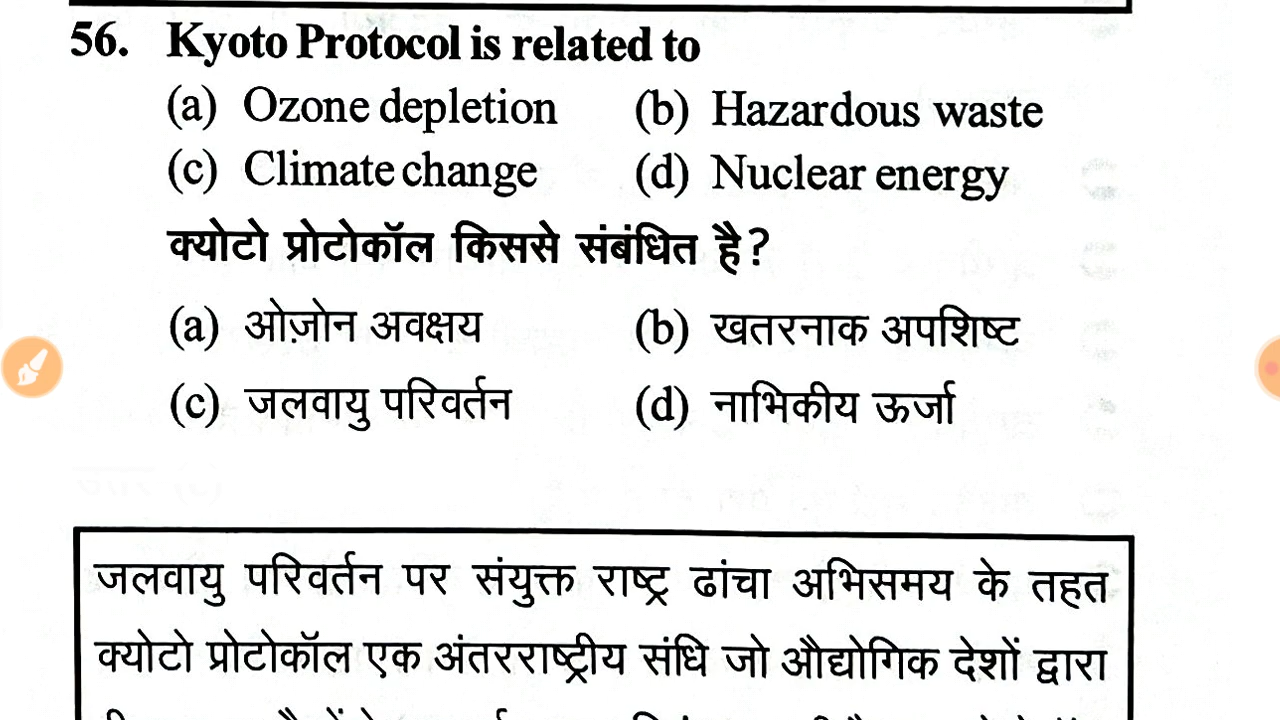 56. Kyoto Protocol is related to
(a) Ozone depletion (b) Hazardous waste
(c) Climate change (d) Nuclear energy
क्योटो प्रोटोकॉल किससे संबंधित है?
(a) ओज़ोन अवक्षय (b) खतरनाक अपशिष्ट
(c) जलवायु परिवर्तन (d) नाभिकीय ऊर्जा
जलवायु परिवर्तन पर संयुक्त राष्ट्र ढांचा अभिसमय के तहत
क्योटो प्रोटोकॉल एक अंतरराष्ट्रीय संधि जो औद्योगिक देशों द्वारा